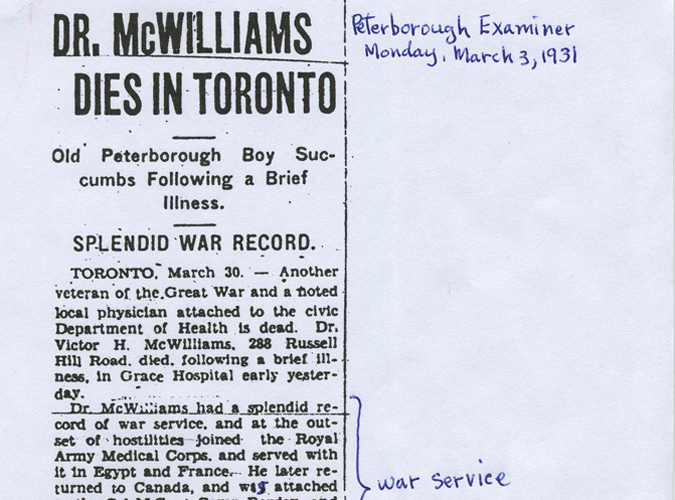 DR. McWILLIAMS
DIES IN TORONTO
Old Peterborough Boy Suc-
cumbs Following a Brief
Illness.
SPLENDID WAR RECORD.
TORONTO, March 30. — Another
veteran of the Great War and a noted
local physician attached to the civic
Department of Health is dead. Dr.
Victor H. McWilliams, 288 Russell
Hill Road, died, following a brief ill-
ness, in Grace Hospital early yester-
day.
Dr. McWilliams had a splendid re-
cord of war service, and at the out-
set of hostilities joined the Royal
Army Medical Corps, and served with
it in Egypt and France. He later re-
turned to Canada, and was attached
Peterborough Examiner
Monday, March 3, 1931
war service